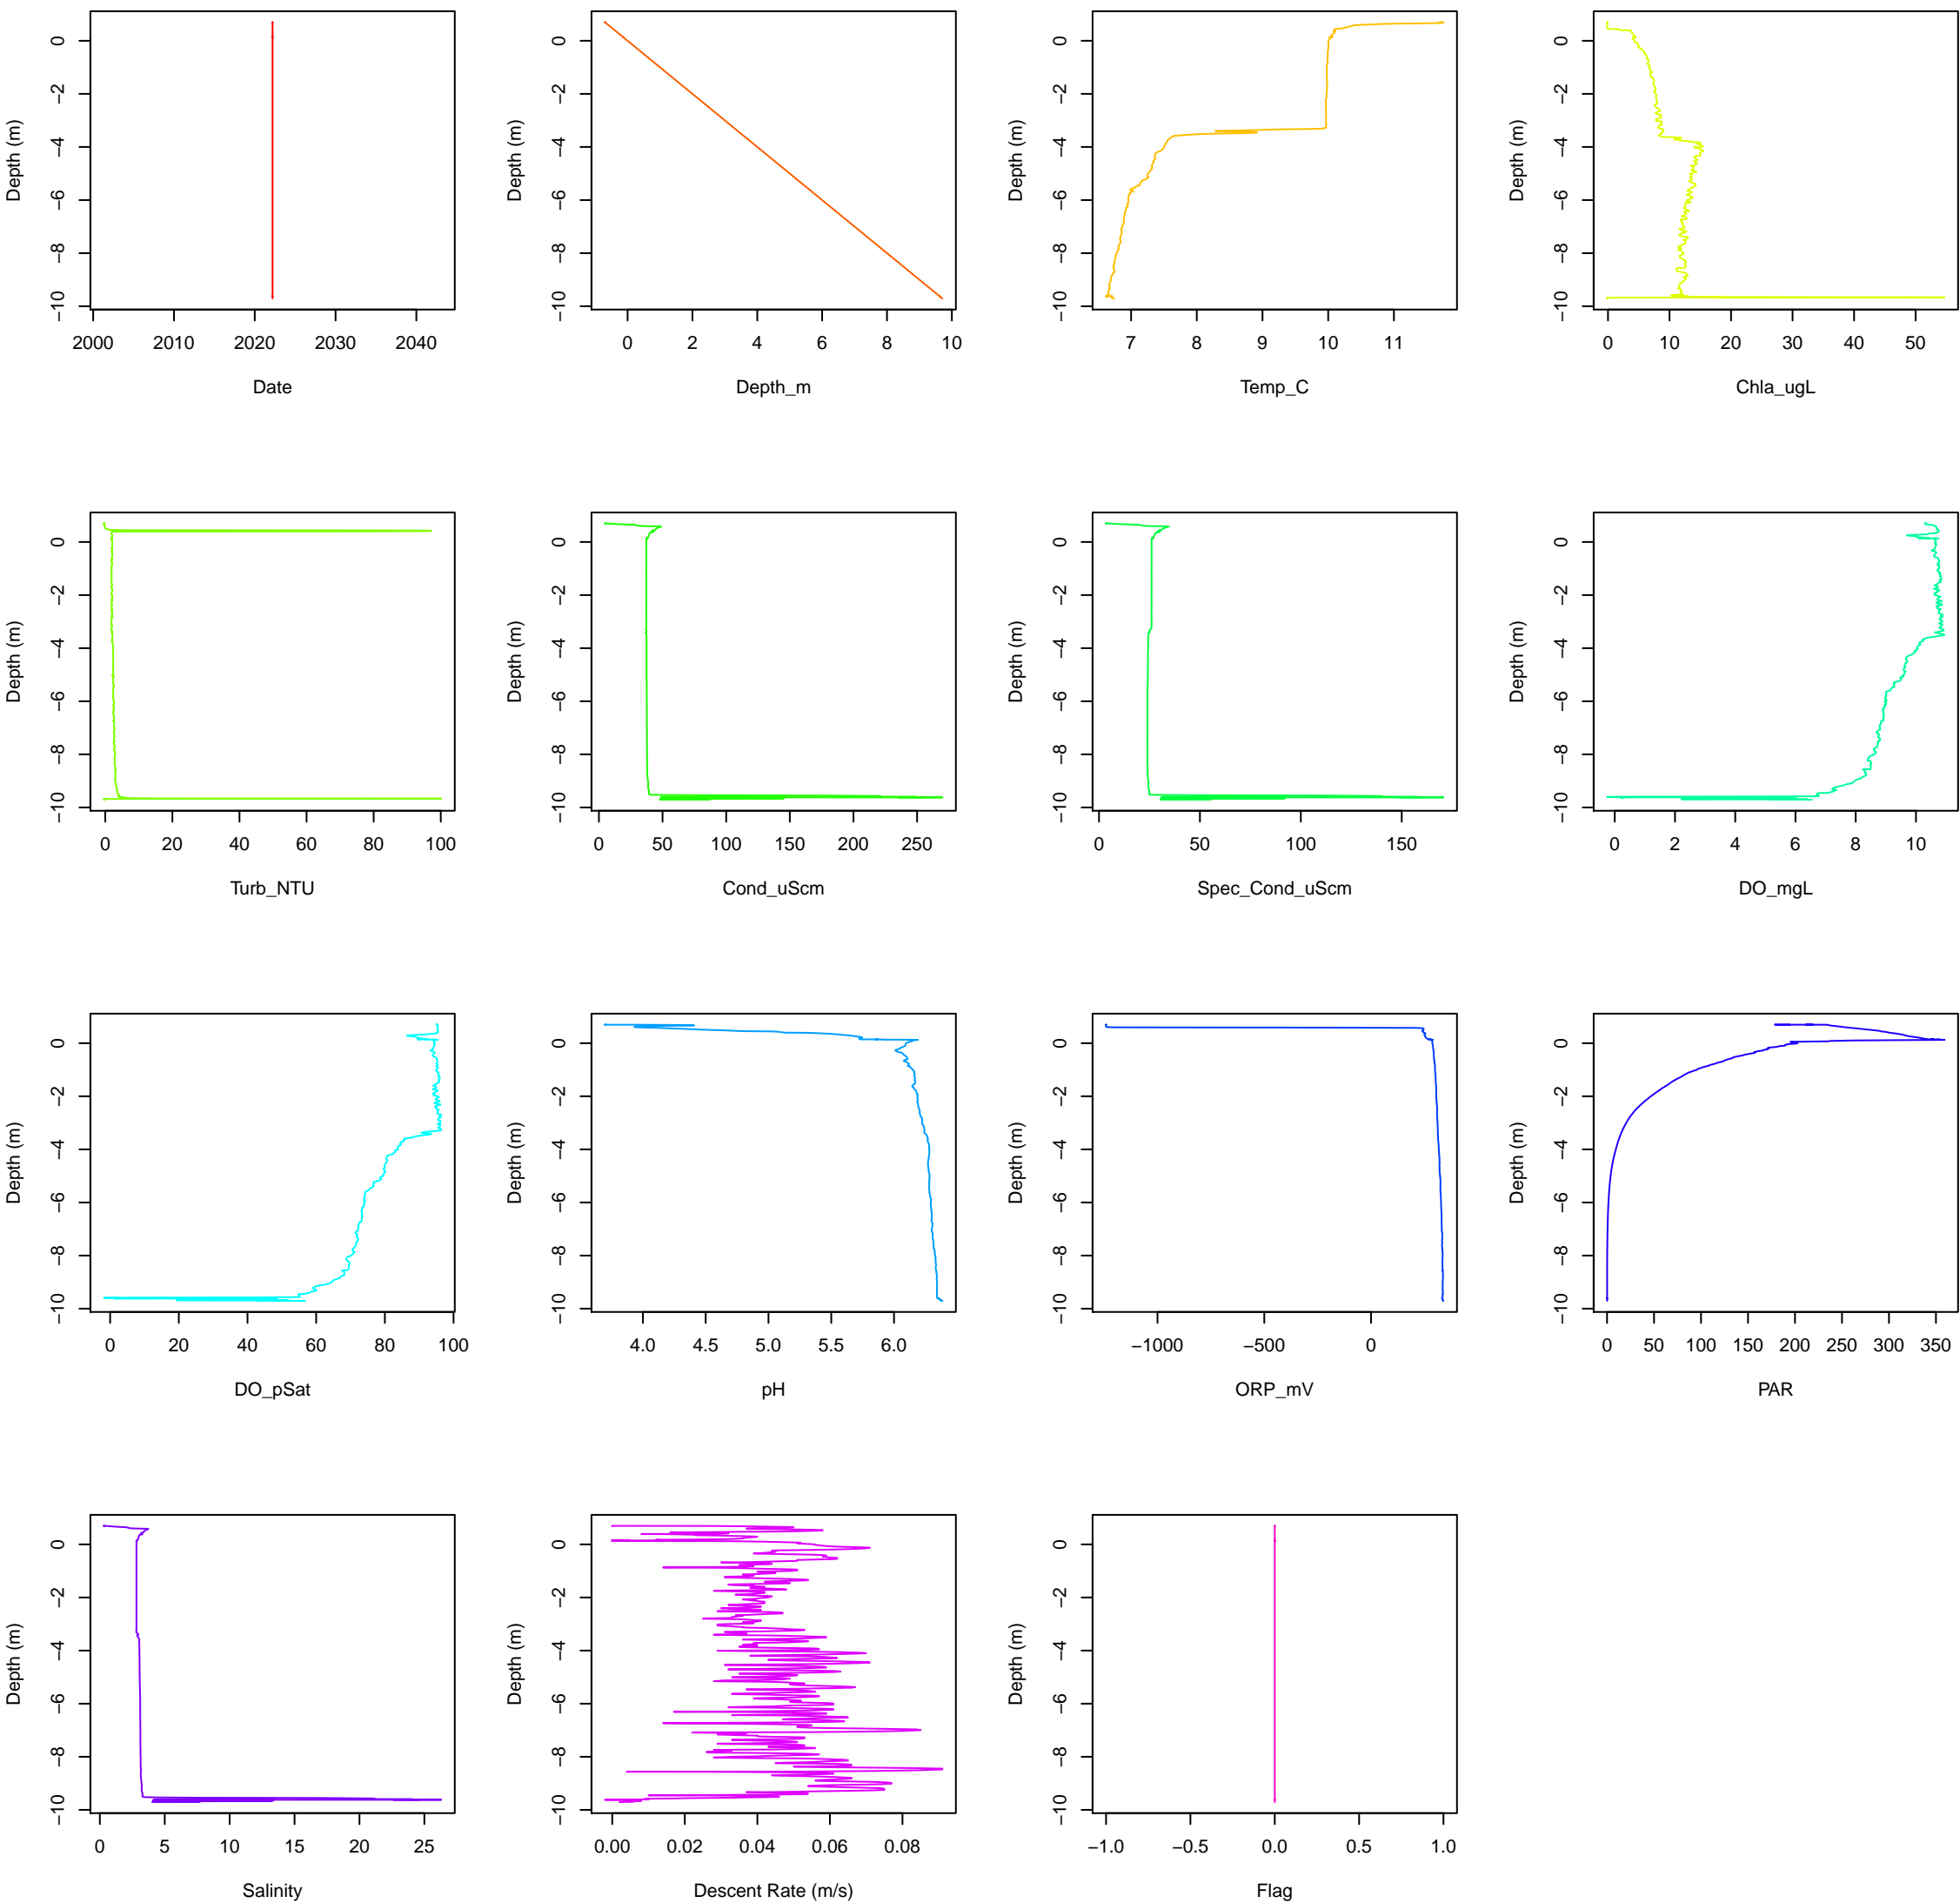 Depth (m)
0
−2
−4
−6
−8
−10
2000 2010 2020 2030 2040
Date
Depth (m)
0
−2
−4
−6
−8
−10
0 2 4 6 8 10
Depth_m
Depth (m)
0
−2
−4
−6
−8
−10
7 8 9 10 11
Temp_C
Depth (m)
0
−2
−4
−6
−8
−10
0 10 20 30 40 50
Chla_ugL
Depth (m)
0
−2
−4
−6
−8
−10
0 20 40 60 80 100
Turb_NTU
Depth (m)
0
−2
−4
−6
−8
−10
0 50 100 150 200 250
Cond_uScm
Depth (m)
0
−2
−4
−6
−8
−10
0 50 100 150
Spec_Cond_uScm
Depth (m)
0
−2
−4
−6
−8
−10
0 2 4 6 8 10
DO_mgL
Depth (m)
0
−2
−4
−6
−8
−10
0 20 40 60 80 100
DO_pSat
Depth (m)
0
−2
−4
−6
−8
−10
4.0 4.5 5.0 5.5 6.0
pH
Depth (m)
0
−2
−4
−6
−8
−10
−1000 −500 0
ORP_mV
Depth (m)
0
−2
−4
−6
−8
−10
0 50 100 150 200 250 300 350
PAR
Depth (m)
0
−2
−4
−6
−8
−10
0 5 10 15 20 25
Salinity
Depth (m)
0
−2
−4
−6
−8
−10
0.00 0.02 0.04 0.06 0.08
Descent Rate (m/s)
Depth (m)
0
−2
−4
−6
−8
−10
−1.0 −0.5 0.0 0.5 1.0
Flag